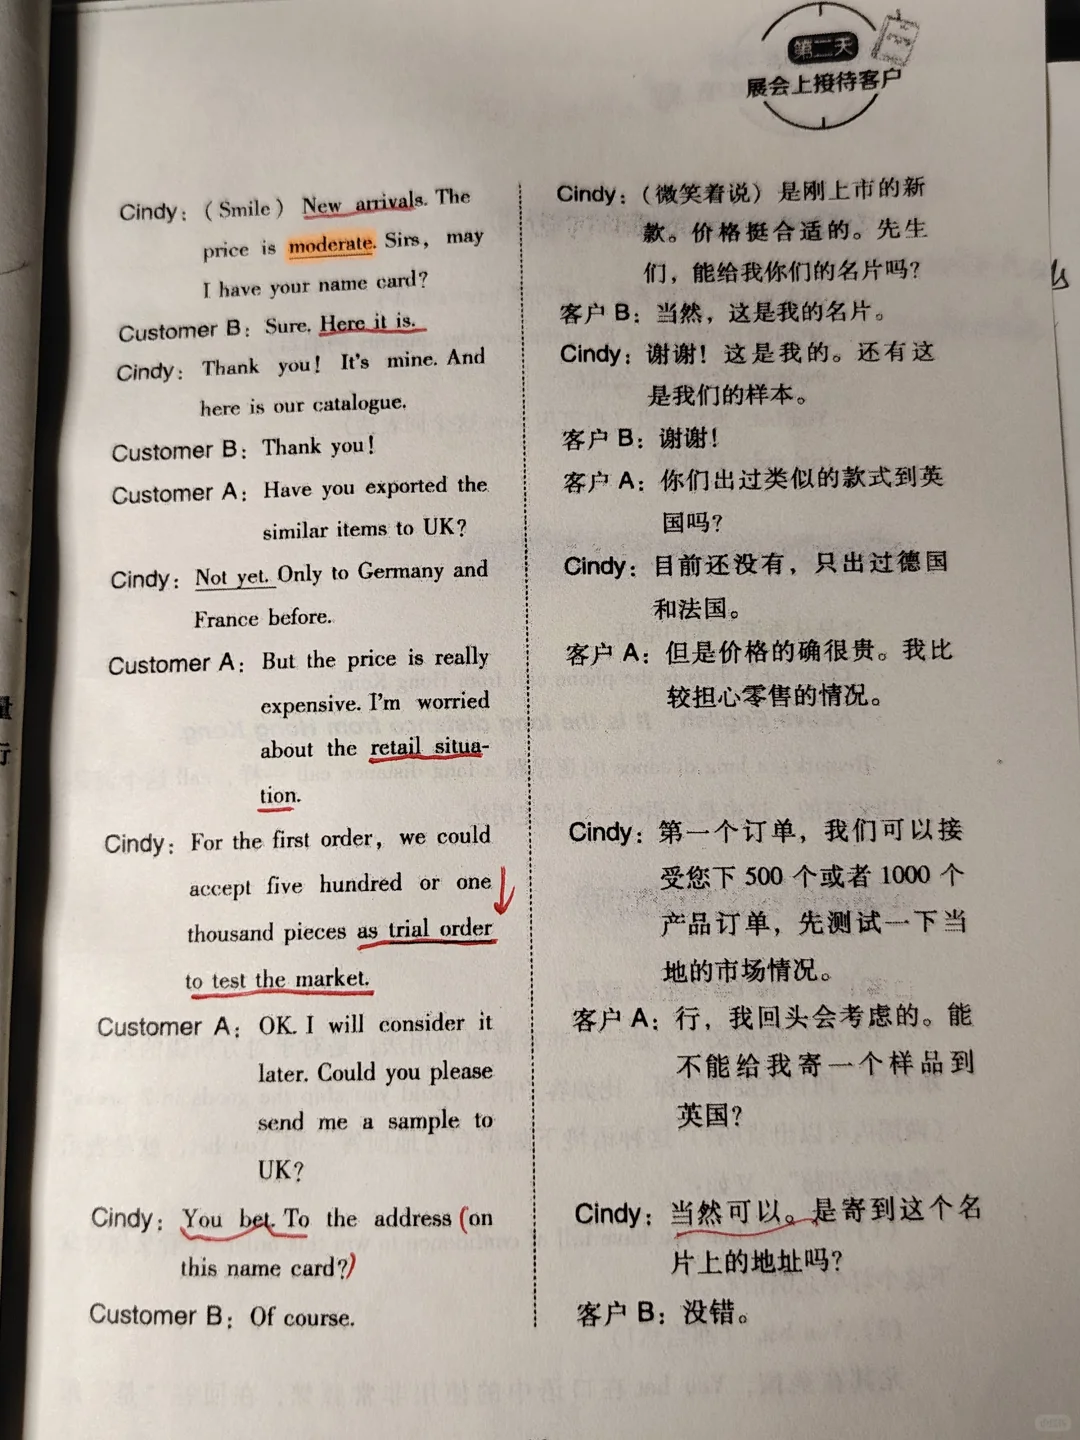 第二天
展会上接待客户
Cindy: (Smile) New arrivals. The
price is moderate. Sirs, may
I have your name card?
Customer B: Sure. Here it is.
Cindy: Thank you! It's mine. And
here is our catalogue.
Customer B: Thank you!
Customer A: Have you exported the
similar items to UK?
Cindy: Not yet. Only to Germany and
France before.
Customer A: But the price is really
expensive. I'm worried
about the retail situa-
tion.
Cindy: For the first order, we could
accept five hundred or one
thousand pieces as trial order
to test the market.
Customer A: OK. I will consider it
later. Could you please
send me a sample to
UK?
Cindy: You bet. To the address (on
this name card?)
Customer B: Of course.
Cindy:（微笑着说）是刚上市的新
款。价格挺合适的。先生
们，能给我你们的名片吗?
客户 B: 当然，这是我的名片。
Cindy: 谢谢！这是我的。还有这
是我们的样本。
客户 B: 谢谢！
客户 A: 你们出过类似的款式到英
国吗?
Cindy: 目前还没有，只出过德国
和法国。
客户 A: 但是价格的确很贵。我比
较担心零售的情况。
Cindy: 第一个订单，我们可以接
受您下 500 个或者 1000 个
产品订单，先测试一下当
地的市场情况。
客户 A: 行，我回头会考虑的。能
不能给我寄一个样品到
英国?
Cindy: 当然可以。是寄到这个名
片上的地址吗?
客户 B: 没错。